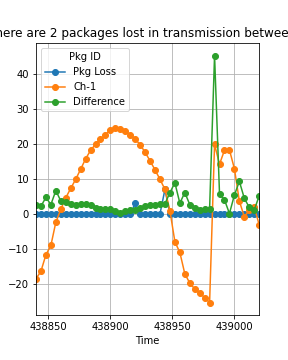 here are 2 packages lost in transmission betwee
Pkg ID
Pkg Loss
Ch-1
Difference
40
30
20
10
0
−10
−20
438850 438900 438950 439000
Time